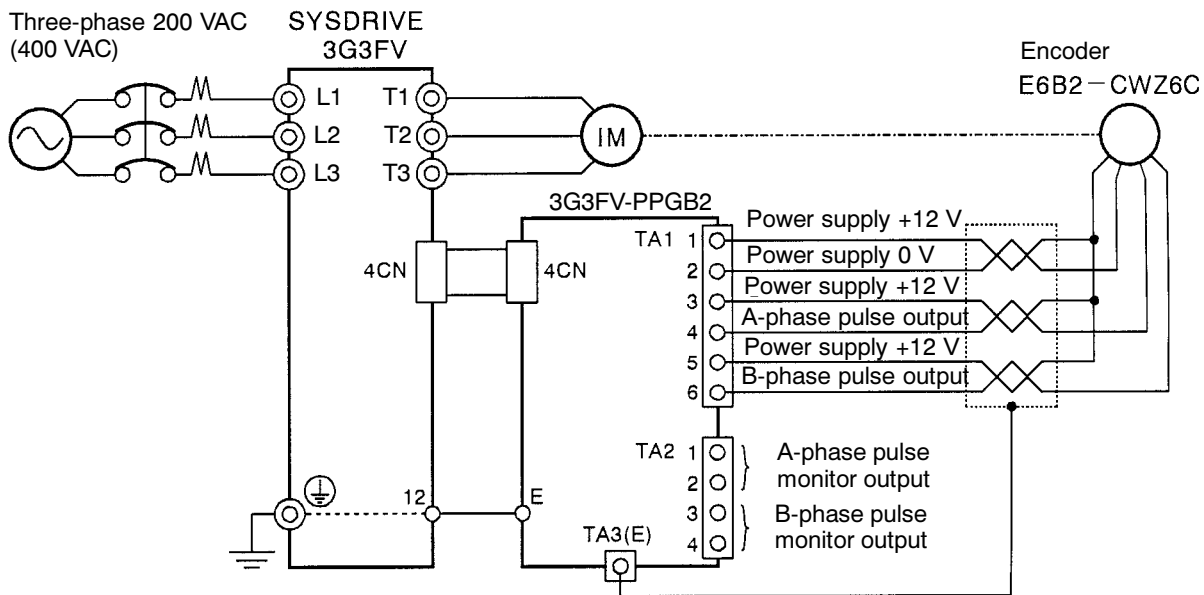 Three-phase 200 VAC
(400 VAC)
SYSDRIVE
3G3FV
Encoder
E6B2-CWZ6C
L1
T1
L2
T2
IM
L3
T3
3G3FV-PPGB2
TA1
1
Power supply +12 V
2
Power supply 0 V
4CN
4CN
3
Power supply +12 V
4
A-phase pulse output
5
Power supply +12 V
6
B-phase pulse output
TA2
1
2
A-phase pulse
monitor output
12
E
3
4
B-phase pulse
monitor output
TA3(E)